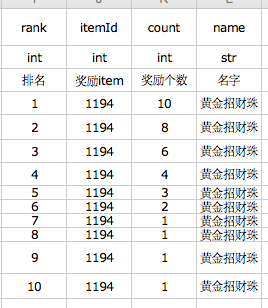 rank itemId count name
int int int str
排名 奖励item 奖励个数 名字
1 1194 10 黄金招财珠
2 1194 8 黄金招财珠
3 1194 6 黄金招财珠
4 1194 4 黄金招财珠
5 1194 3 黄金招财珠
6 1194 2 黄金招财珠
7 1194 1 黄金招财珠
8 1194 1 黄金招财珠
9 1194 1 黄金招财珠
10 1194 1 黄金招财珠